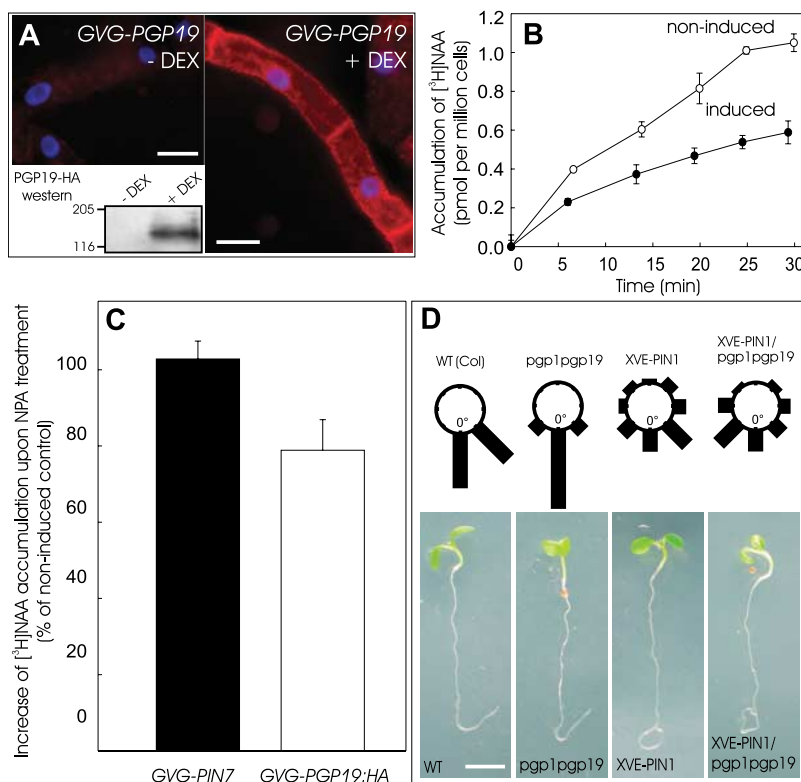 A
GVG-PGP19
- DEX
GVG-PGP19
+ DEX
PGP19-HA
western
- DEX
+ DEX
205
116
B
Accumulation of [³H]NAA
(pmol per million cells)
1.2
1.0
0.8
0.6
0.4
0.2
0.0
non-induced
induced
0 5 10 15 20 25 30
Time (min)
C
Increase of [³H]NAA accumulation upon NPA treatment
(% of non-induced control)
100
80
60
40
20
0
GVG-PIN7
GVG-PGP19:HA
D
WT (Col)
pgp1pgp19
XVE-PIN1
XVE-PIN1/
pgp1pgp19
0°
0°
0°
0°
WT
pgp1pgp19
XVE-PIN1
XVE-PIN1/
pgp1pgp19